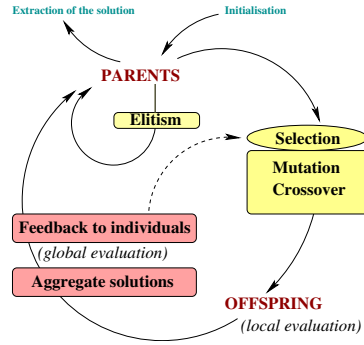 Extraction of the solution
Initialisation
PARENTS
Elitism
Selection
Mutation
Crossover
Feedback to individuals
(global evaluation)
Aggregate solutions
OFFSPRING
(local evaluation)